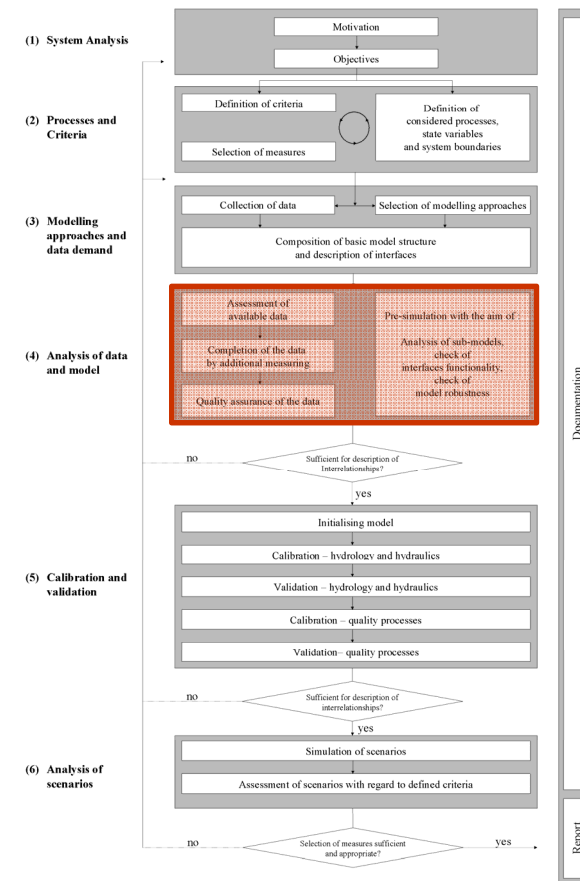 (1) System Analysis
Motivation
Objectives
(2) Processes and
Criteria
Definition of criteria
Selection of measures
Definition of
considered processes,
state variables
and system boundaries
(3) Modelling
approaches and
data demand
Collection of data
Selection of modelling approaches
Composition of basic model structure
and description of interfaces
(4) Analysis of data
and model
Assessment of
available data
Completion of the data
by additional measuring
Quality assurance of the data
Pre-simulation with the aim of :
Analysis of sub-models,
check of
interfaces functionality,
check of
model robustness
Sufficient for description of
Interrelationships?
no
yes
(5) Calibration and
validation
Initialising model
Calibration – hydrology and hydraulics
Validation – hydrology and hydraulics
Calibration – quality processes
Validation– quality processes
Sufficient for description of
interrelationships?
no
yes
(6) Analysis of
scenarios
Simulation of scenarios
Assessment of scenarios with regard to defined criteria
Selection of measures sufficient
and appropriate?
no
yes
Documentation
Report